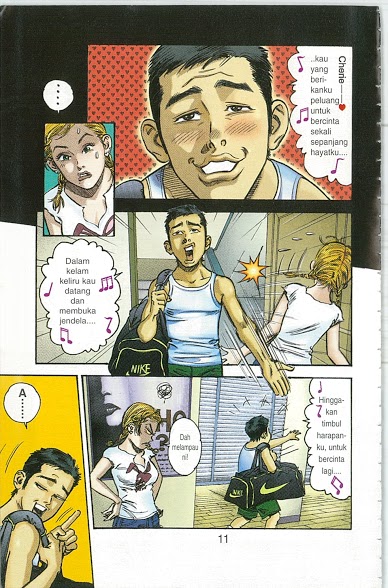 Cherie—
..kau
yang
beri-
kanku
peluang
untuk
bercinta
sekali
sepanjang
hayatku....
....
Dalam
kelam
keliru kau
datang
dan
membuka
jendela....
NIKE
A......
Dah
melampau
ni!
Hingga-
kan
timbul
harapan-
ku, untuk
bercinta
lagi....
11